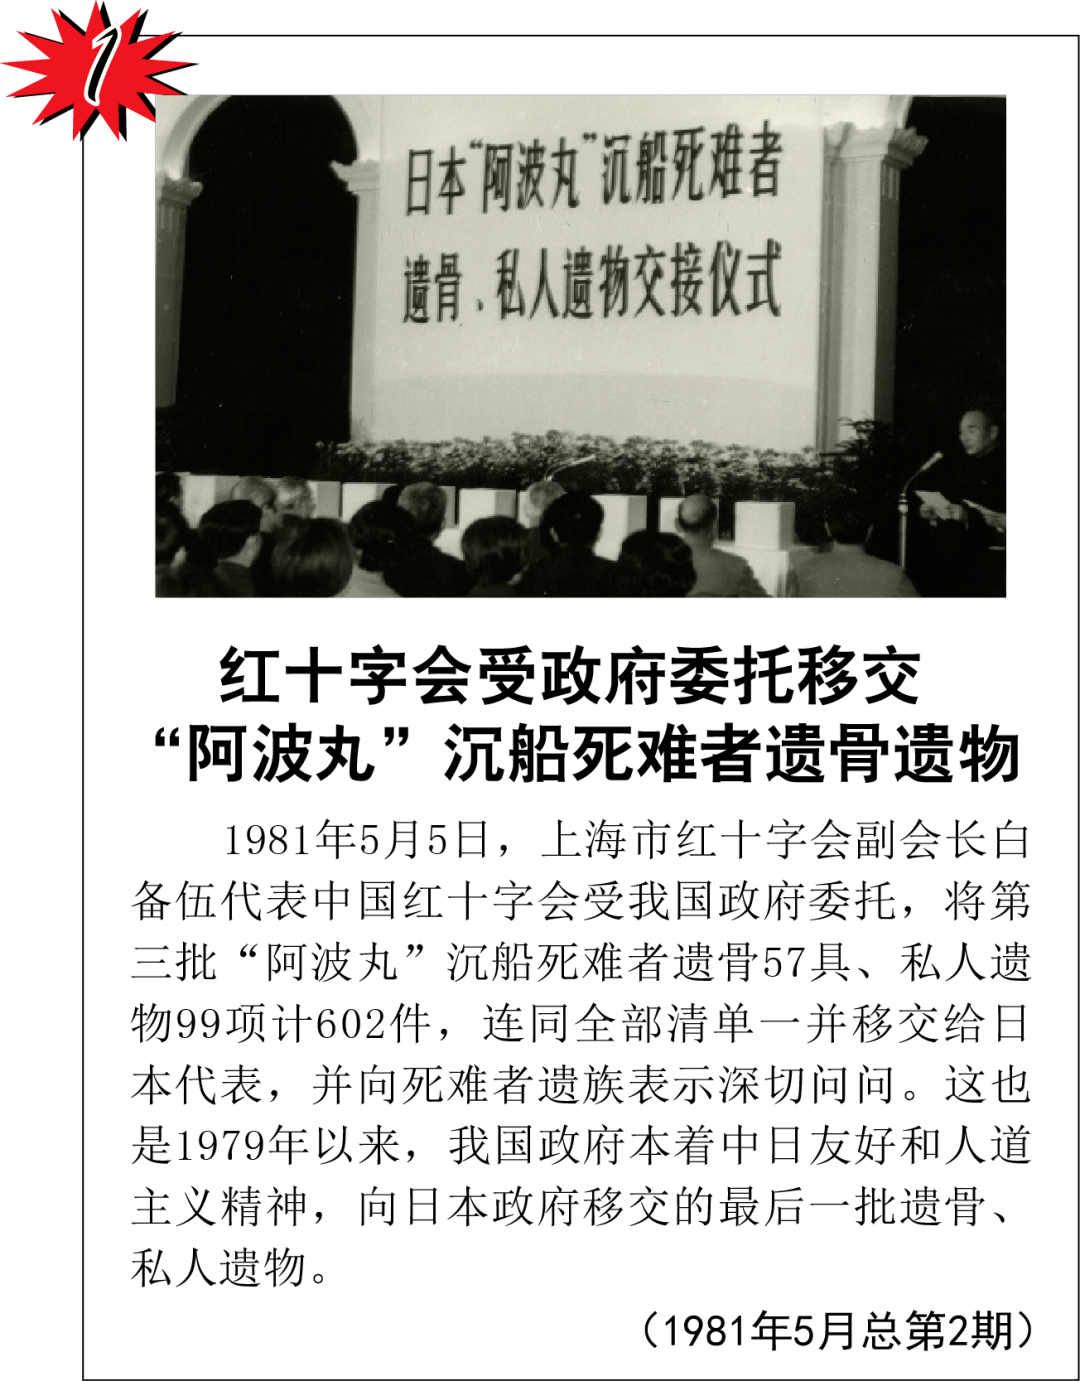 1
日本“阿波丸”沉船死难者
遗骨、私人遗物交接仪式
红十字会受政府委托移交
“阿波丸”沉船死难者遗骨遗物
1981年5月5日，上海市红十字会副会长白
备伍代表中国红十字会受我国政府委托，将第
三批“阿波丸”沉船死难者遗骨57具、私人遗
物99项计602件，连同全部清单一并移交给日
本代表，并向死难者遗族表示深切问问。这也
是1979年以来，我国政府本着中日友好和人道
主义精神，向日本政府移交的最后一批遗骨、
私人遗物。
（1981年5月总第2期）